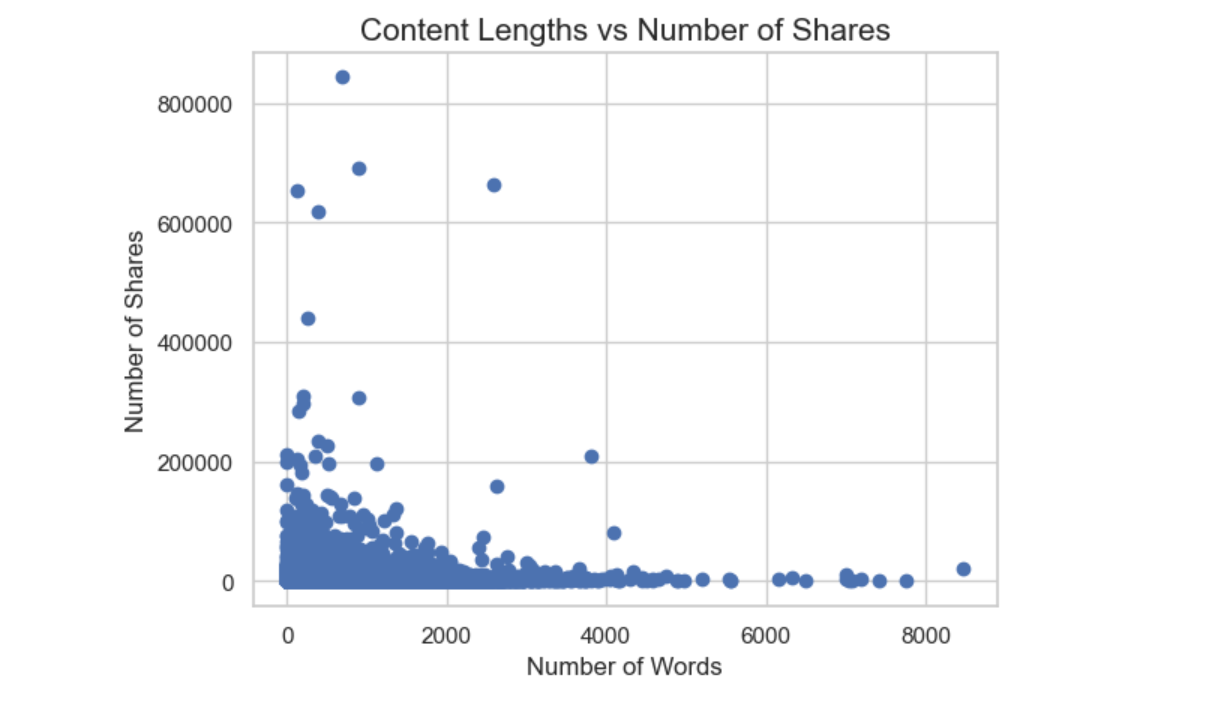 Content Lengths vs Number of Shares
800000
600000
400000
200000
0
Number of Shares
0 2000 4000 6000 8000
Number of Words